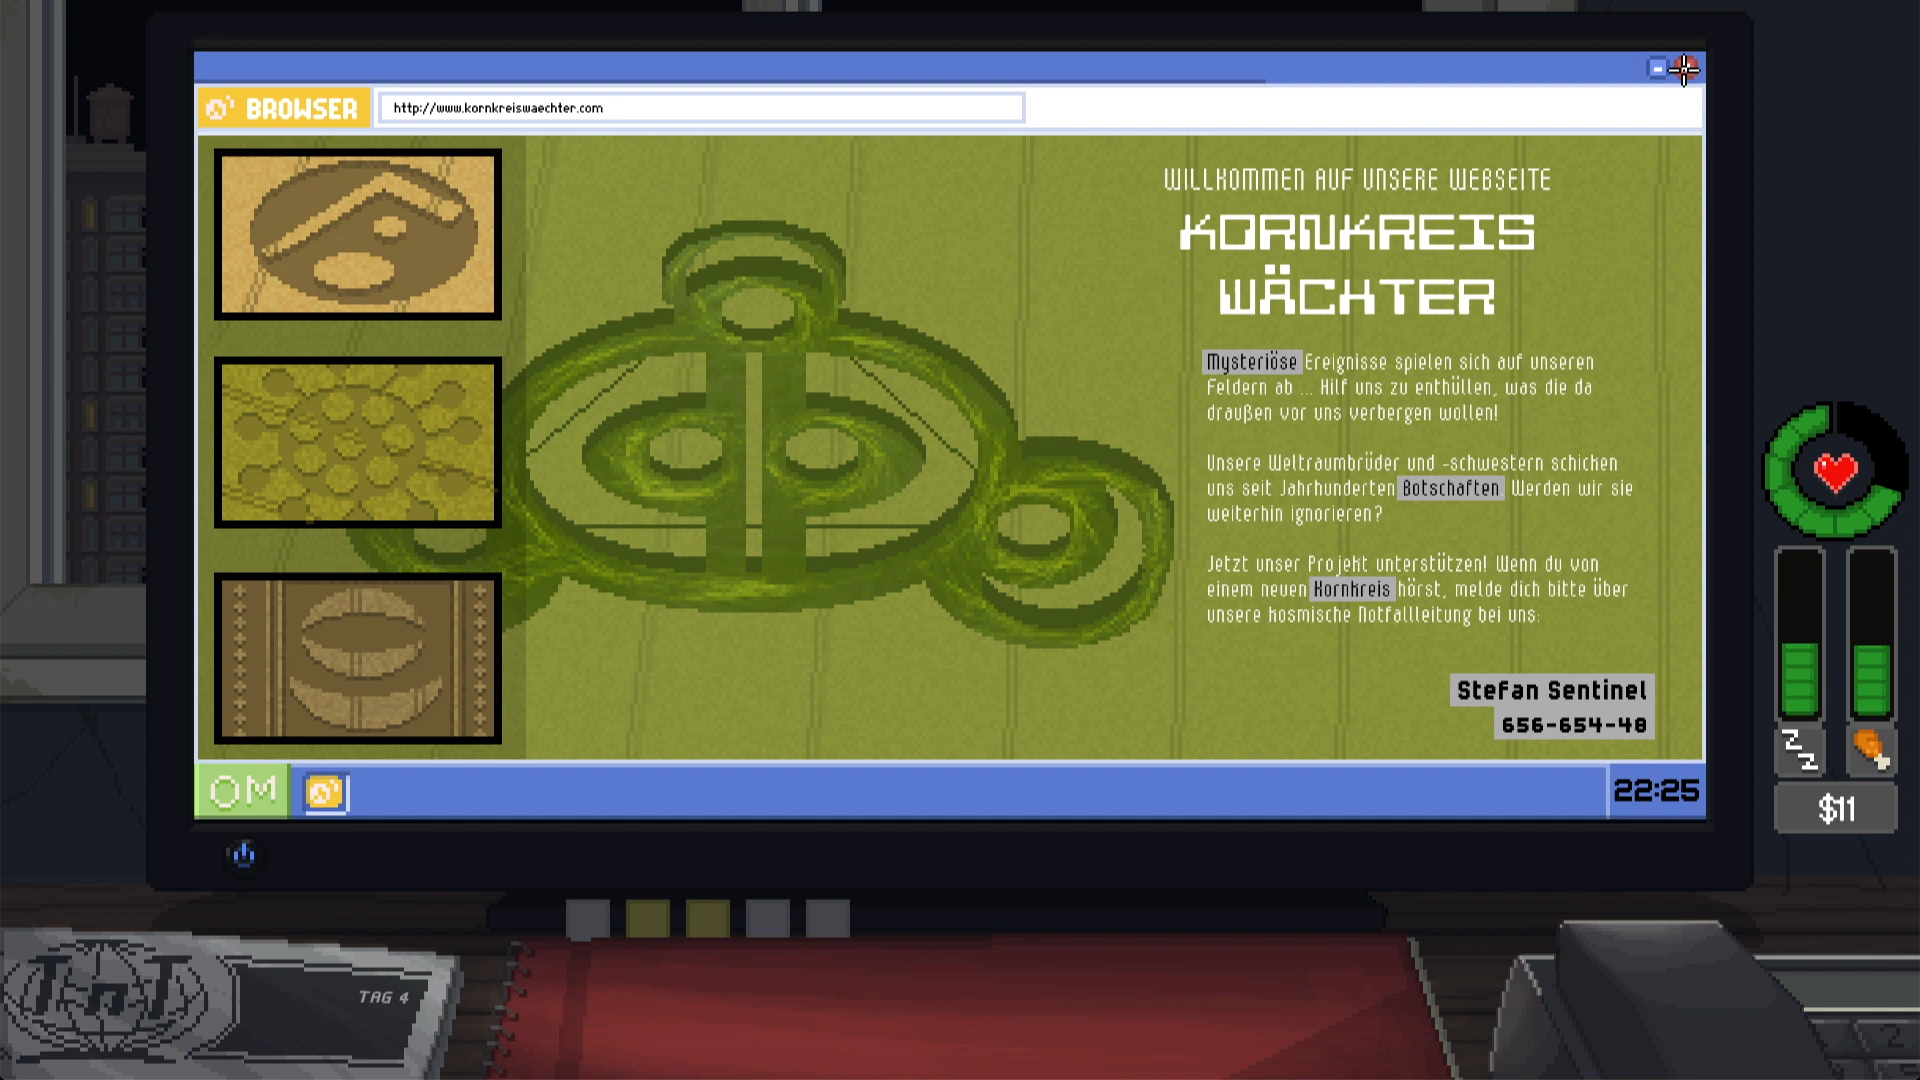 BROWSER
http://www.kornkreiswaechter.com
WILLKOMMEN AUF UNSERE WEBSEITE
KORNKREIS
WÄCHTER
Mysteriöse Ereignisse spielen sich auf unseren
Feldern ab ... Hilf uns zu enthüllen, was die da
draußen vor uns verbergen wollen!
Unsere Weltraumbrüder und -schwestern schicken
uns seit Jahrhunderten Botschaften Werden wir sie
weiterhin ignorieren?
Jetzt unser Projekt unterstützen! Wenn du von
einem neuen Kornkreis hörst, melde dich bitte über
unsere kosmische Notfallleitung bei uns:
Stefan Sentinel
656-654-48
OM
22:25
ZZ
$11
TnT
TAG 4
2